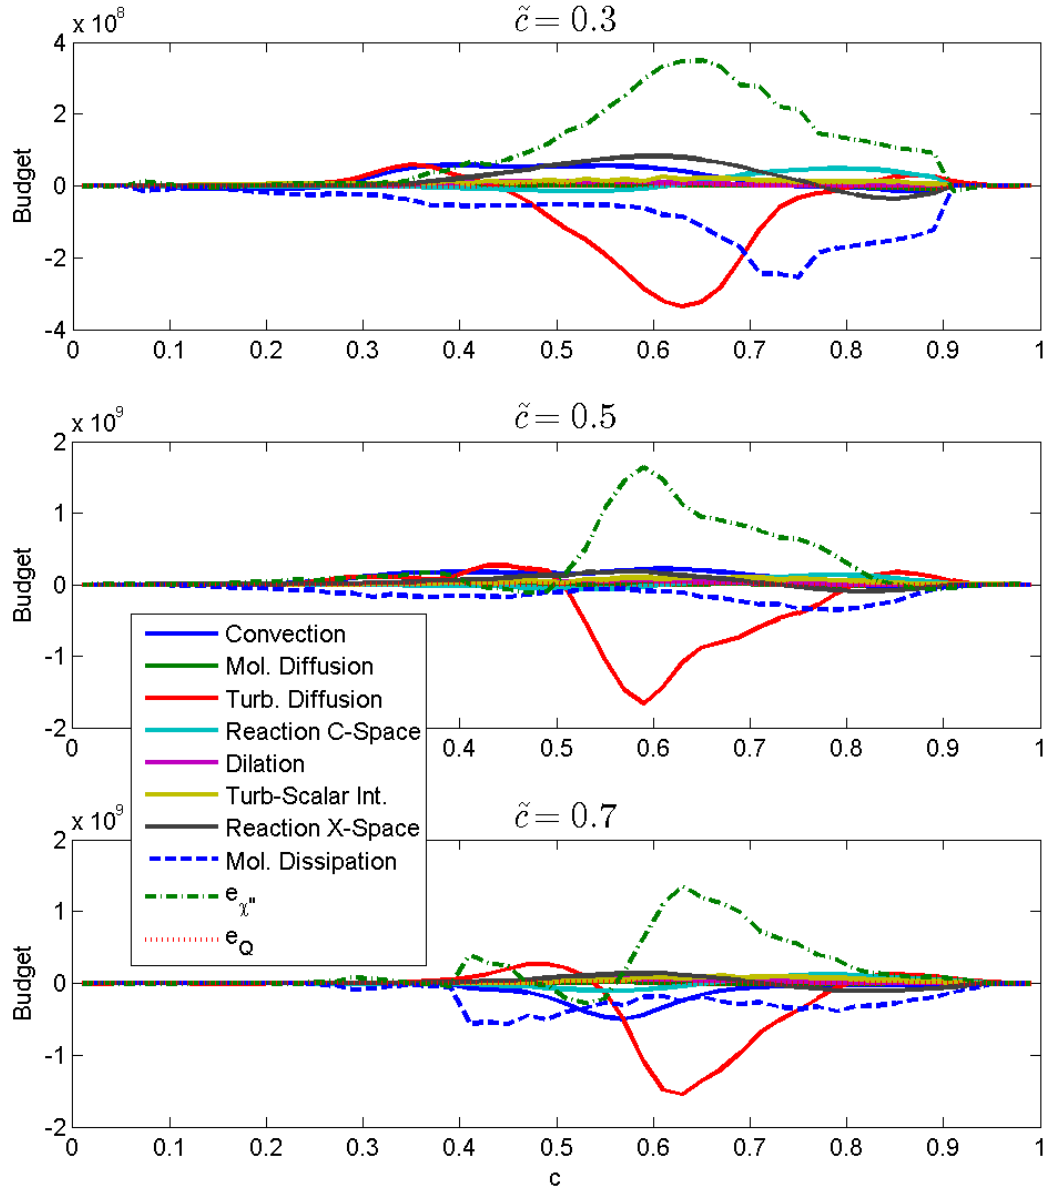 x 10^8
c̃ = 0.3
4
2
0
-2
-4
Budget
0 0.1 0.2 0.3 0.4 0.5 0.6 0.7 0.8 0.9 1
x 10^9
c̃ = 0.5
2
1
0
-1
-2
Budget
0 0.4 0.5 0.6 0.7 0.8 0.9 1
Convection
Mol. Diffusion
Turb. Diffusion
Reaction C-Space
Dilation
Turb-Scalar Int.
Reaction X-Space
Mol. Dissipation
e_χ"
e_Q
x 10^9
c̃ = 0.7
2
1
0
-1
-2
Budget
0 0.1 0.2 0.3 0.4 0.5 0.6 0.7 0.8 0.9 1
c